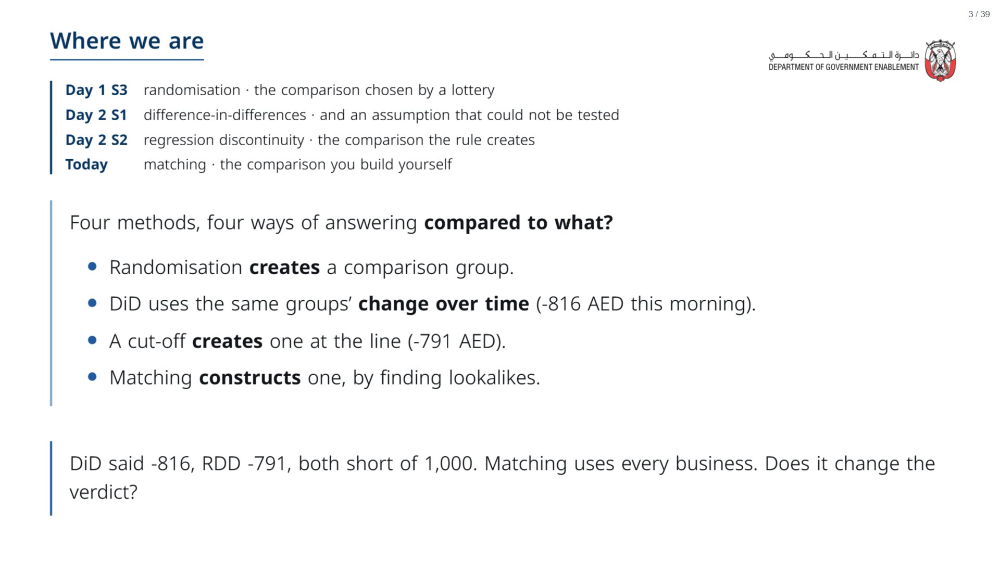 3 / 39
Where we are
دائرة التمكين الحكومي
DEPARTMENT OF GOVERNMENT ENABLEMENT
Day 1 S3 randomisation · the comparison chosen by a lottery
Day 2 S1 difference-in-differences · and an assumption that could not be tested
Day 2 S2 regression discontinuity · the comparison the rule creates
Today matching · the comparison you build yourself
Four methods, four ways of answering compared to what?
• Randomisation creates a comparison group.
• DiD uses the same groups’ change over time (-816 AED this morning).
• A cut-off creates one at the line (-791 AED).
• Matching constructs one, by finding lookalikes.
DiD said -816, RDD -791, both short of 1,000. Matching uses every business. Does it change the
verdict?